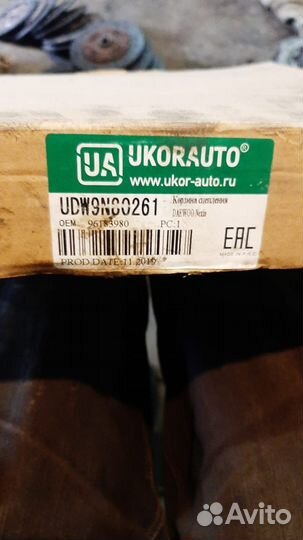 UA UKORAUTO®
www.ukor-auto.ru
UDW9N00261
Корзина сцепления
DAEWOO Nexia
OEM 96183980 PC:1
EAC
PROD.DATE:11.2019
Avito